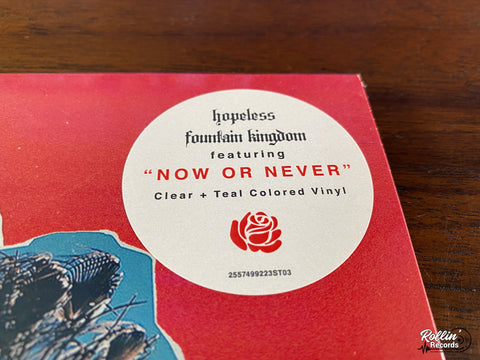 hopeless
fountain kingdom
featuring
"NOW OR NEVER"
Clear + Teal Colored Vinyl
2557499223ST03
Rollin'
Records